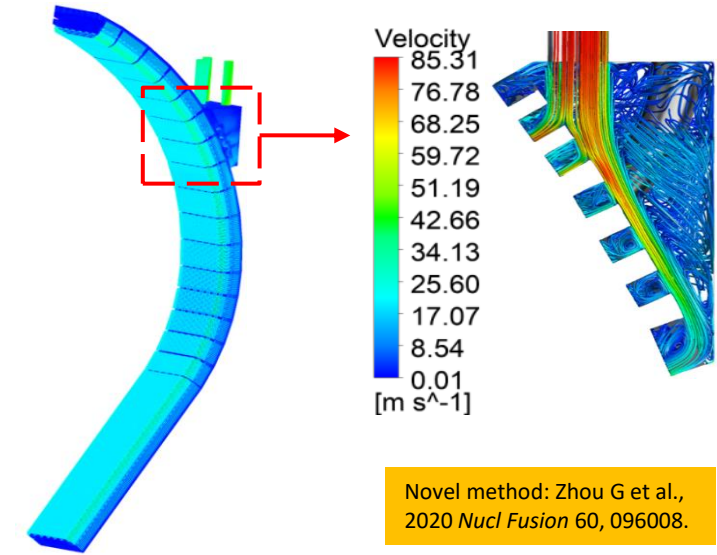 Velocity
85.31
76.78
68.25
59.72
51.19
42.66
34.13
25.60
17.07
8.54
0.01
[m s^-1]
Novel method: Zhou G et al.,
2020 Nucl Fusion 60, 096008.